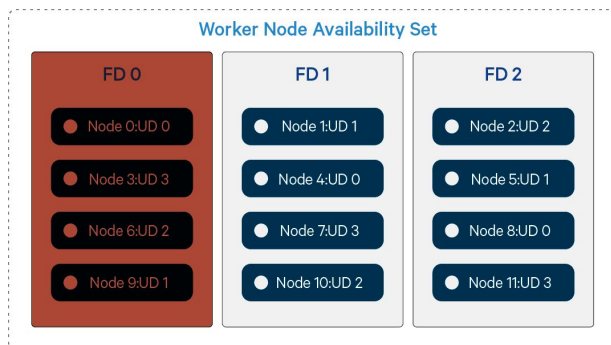 Worker Node Availability Set
FD 0
Node 0:UD 0
Node 3:UD 3
Node 6:UD 2
Node 9:UD 1
FD 1
Node 1:UD 1
Node 4:UD 0
Node 7:UD 3
Node 10:UD 2
FD 2
Node 2:UD 2
Node 5:UD 1
Node 8:UD 0
Node 11:UD 3